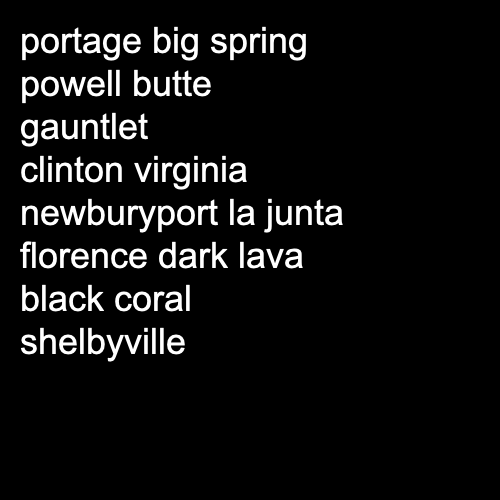 portage big spring
powell butte
gauntlet
clinton virginia
newburyport la junta
florence dark lava
black coral
shelbyville